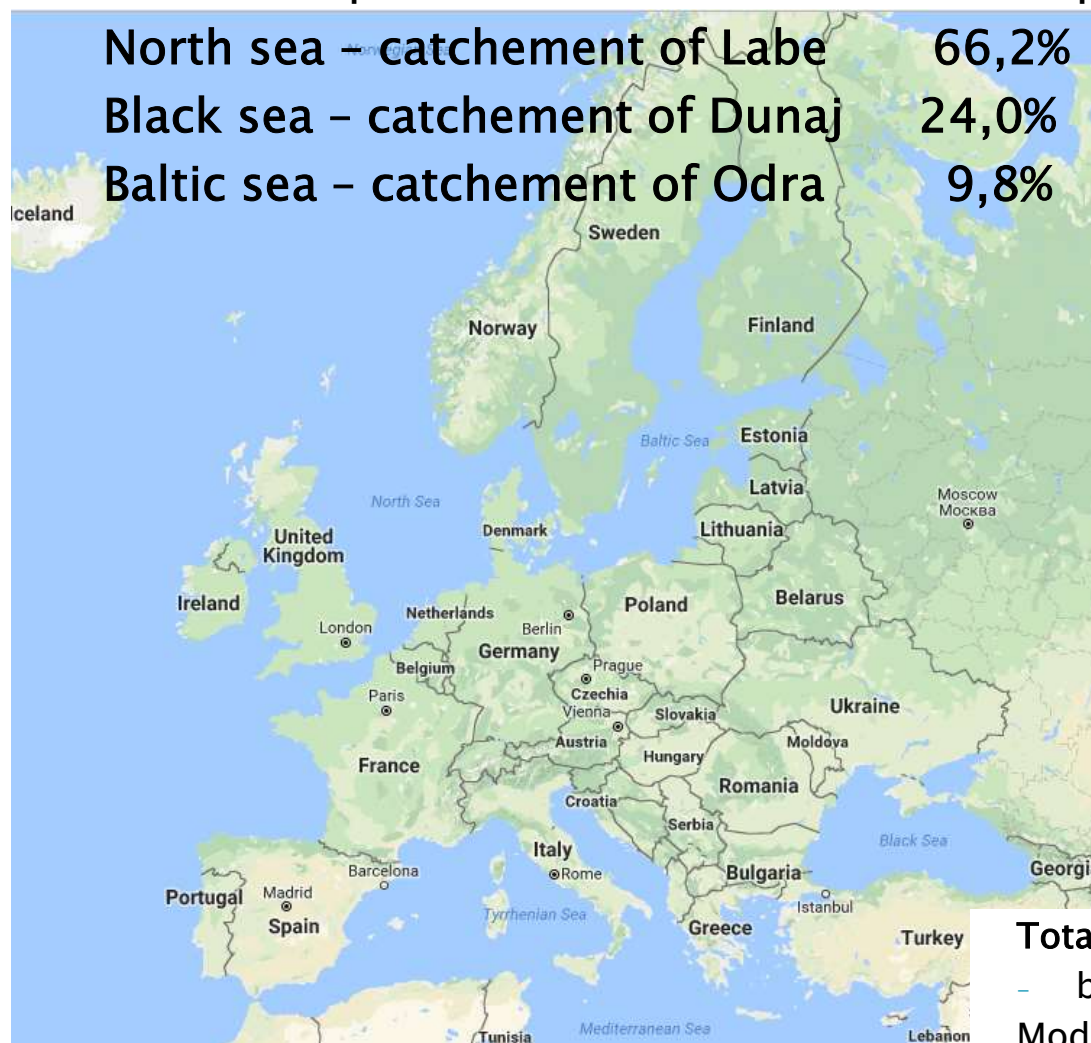 North sea – catchement of Labe 66,2%
Black sea – catchement of Dunaj 24,0%
Baltic sea – catchement of Odra 9,8%
Iceland
Sweden
Norway
Finland
Baltic Sea
Estonia
North Sea
Latvia
Moscow
Москва
Denmark
Lithuania
United
Kingdom
Ireland
Netherlands
Poland
Belarus
London
Berlin
Germany
Belgium
Prague
Paris
Czechia
Vienna
Slovakia
Ukraine
Austria
Moldova
France
Hungary
Romania
Croatia
Serbia
Black Sea
Italy
Barcelona
Rome
Bulgaria
Georgi
Portugal
Madrid
Istanbul
Spain
Tyrrhenian Sea
Greece
Turkey
Tota
– b
Mod
Tunisia
Mediterranean Sea
Lebanon